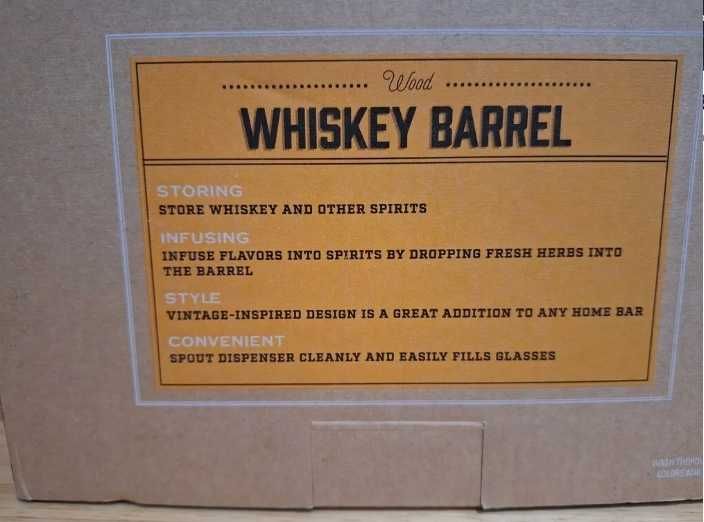 Wood
WHISKEY BARREL
STORING
STORE WHISKEY AND OTHER SPIRITS
INFUSING
INFUSE FLAVORS INTO SPIRITS BY DROPPING FRESH HERBS INTO
THE BARREL
STYLE
VINTAGE-INSPIRED DESIGN IS A GREAT ADDITION TO ANY HOME BAR
CONVENIENT
SPOUT DISPENSER CLEANLY AND EASILY FILLS GLASSES
WASH